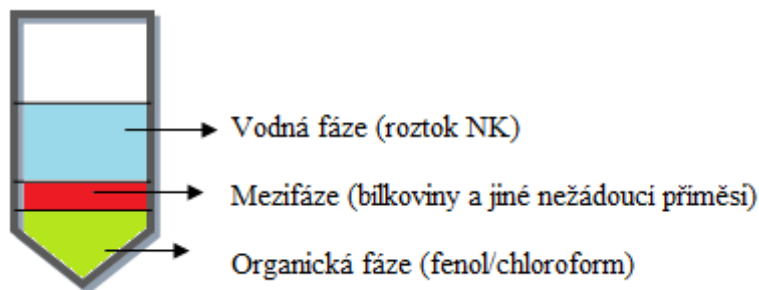 Vodná fáze (roztok NK)
Mezifáze (bílkoviny a jiné nežádoucí příměsi)
Organická fáze (fenol/chloroform)